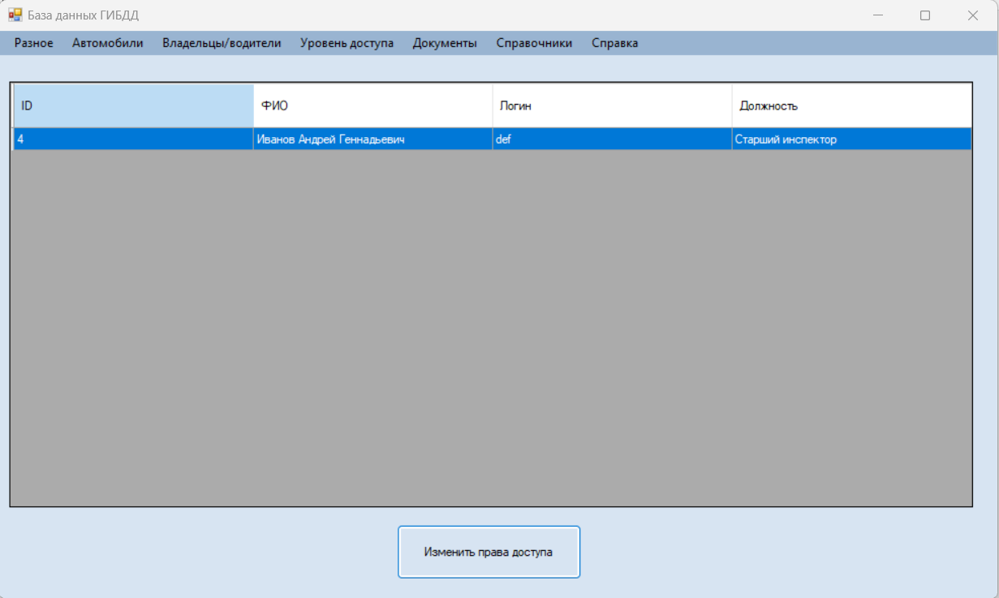 База данных ГИБДД
Разное Автомобили Владельцы/водители Уровень доступа Документы Справочники Справка
ID ФИО Логин Должность
4 Иванов Андрей Геннадьевич def Старший инспектор
Изменить права доступа